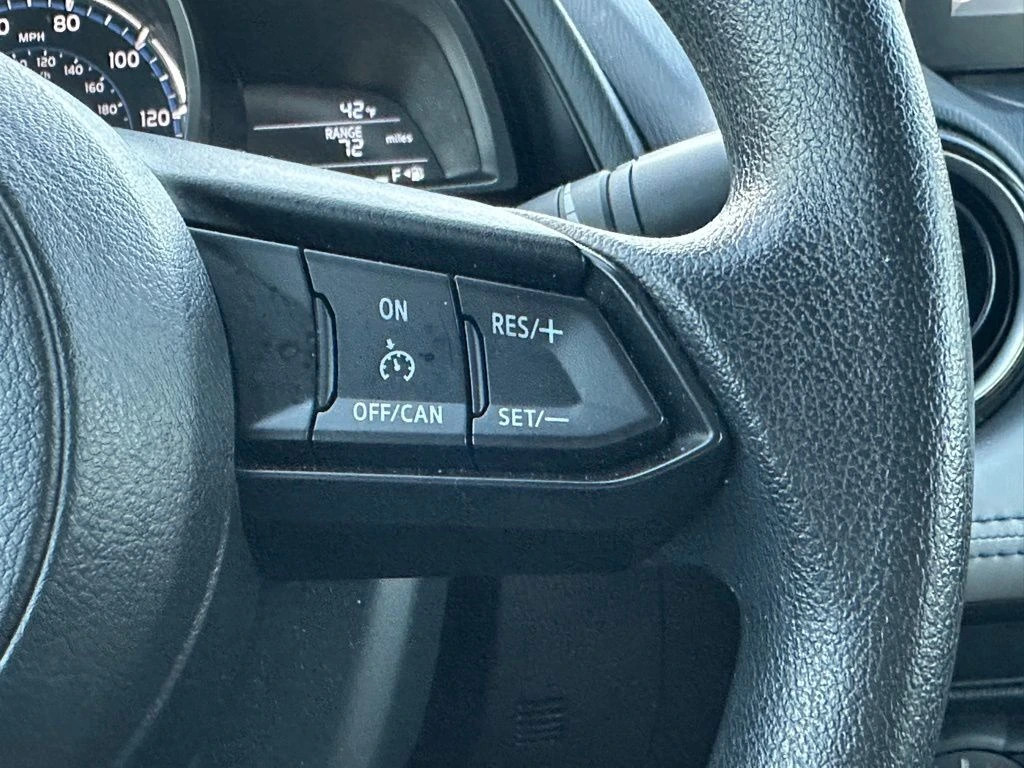 80
MPH
100
120
120
140
160
180
42°F
RANGE
72 miles
F
ON
OFF/CAN
RES/+
SET/—